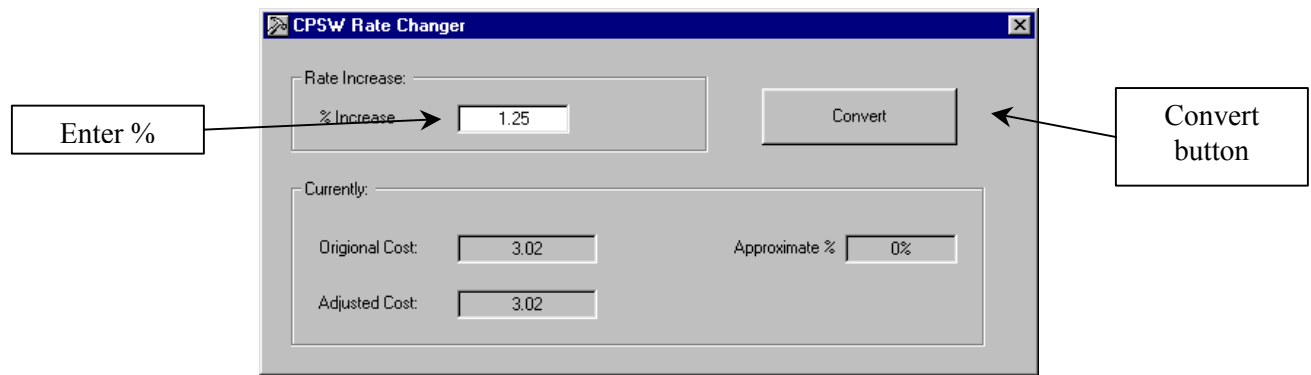 CPSW Rate Changer
Rate Increase:
Enter %
% Increase
1.25
Convert
Convert
button
Currently:
Origional Cost:
3.02
Approximate %
0%
Adjusted Cost:
3.02